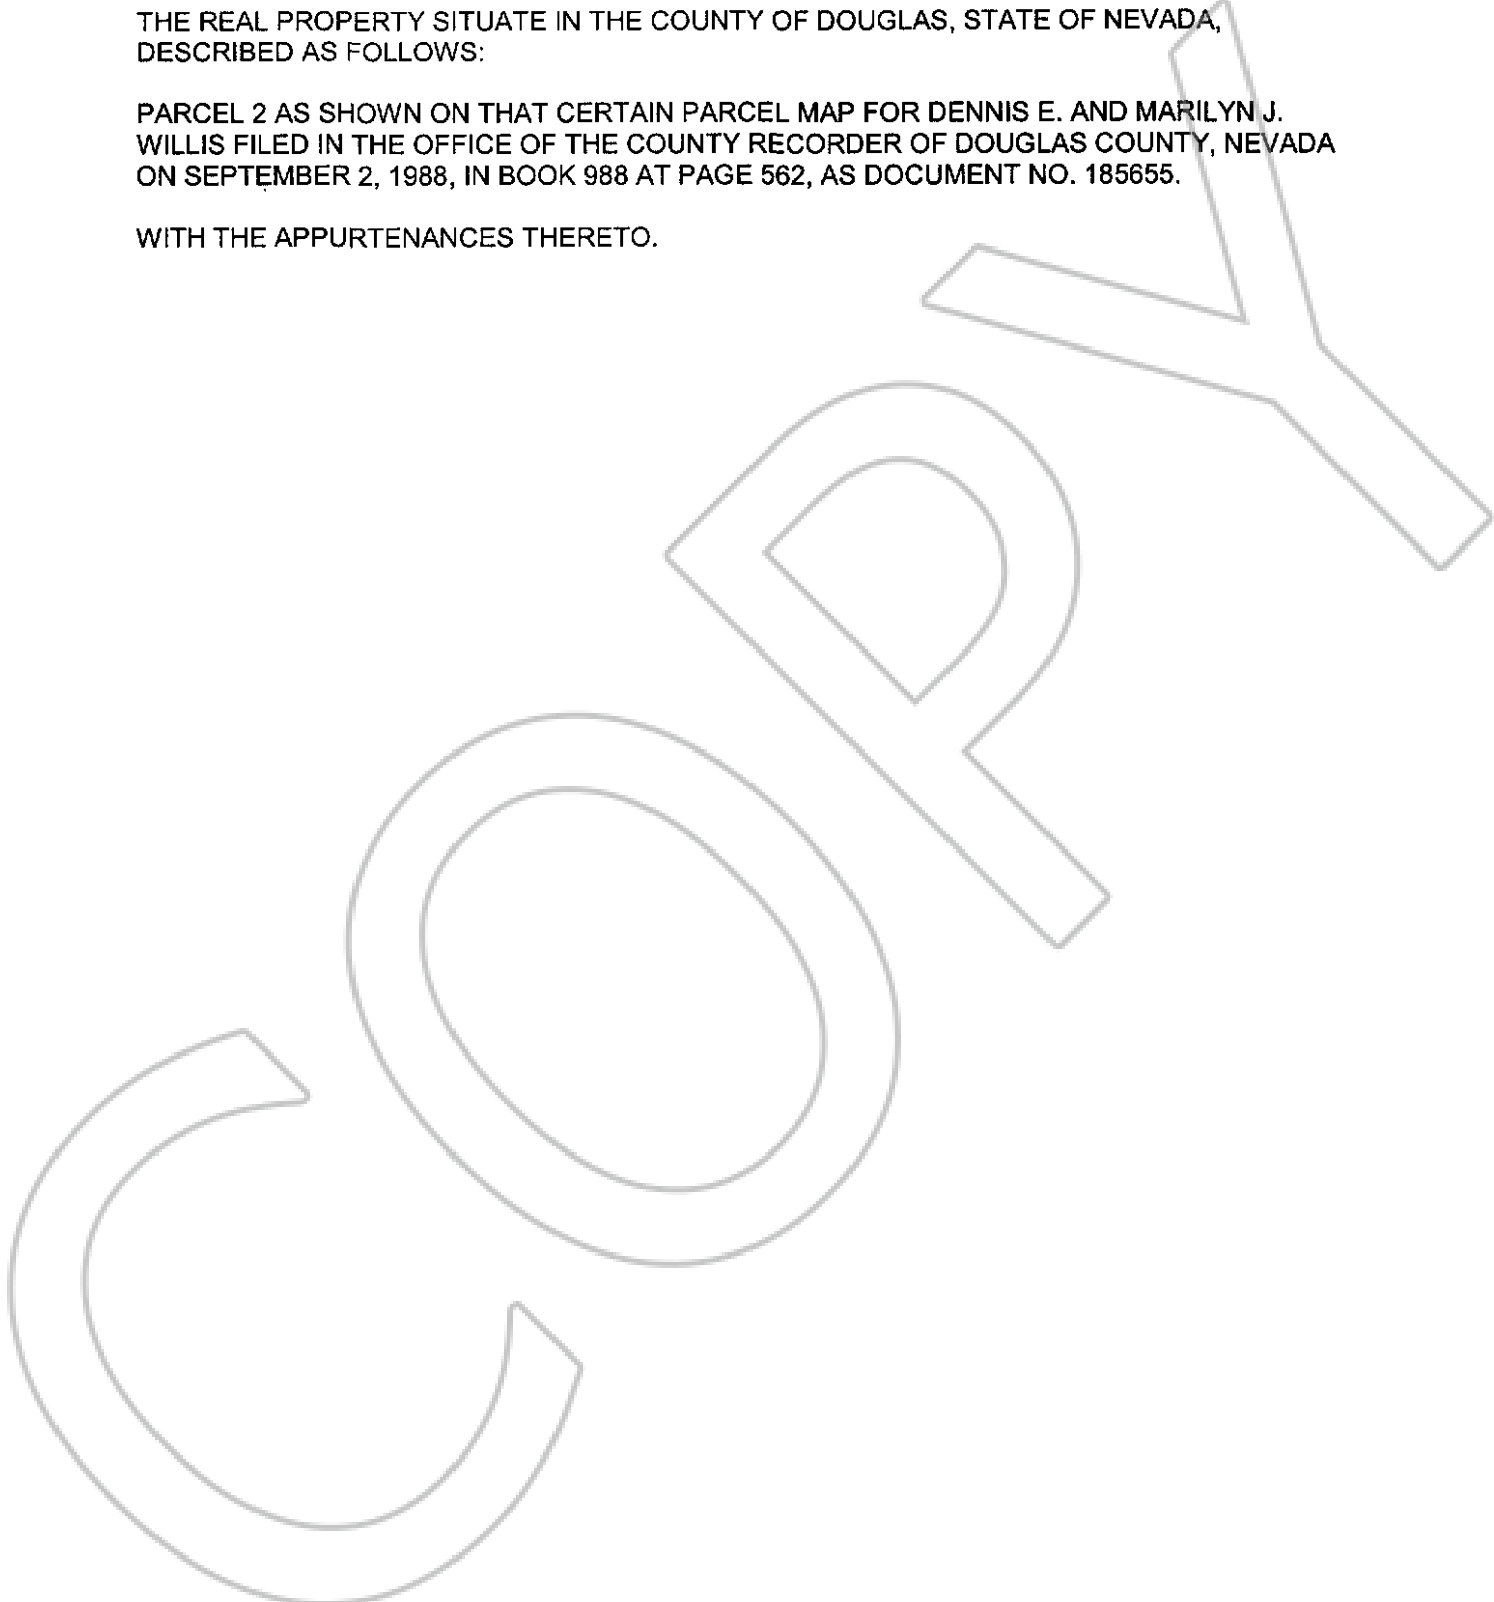 THE REAL PROPERTY SITUATE IN THE COUNTY OF DOUGLAS, STATE OF NEVADA,
DESCRIBED AS FOLLOWS:
PARCEL 2 AS SHOWN ON THAT CERTAIN PARCEL MAP FOR DENNIS E. AND MARILYN J.
WILLIS FILED IN THE OFFICE OF THE COUNTY RECORDER OF DOUGLAS COUNTY, NEVADA
ON SEPTEMBER 2, 1988, IN BOOK 988 AT PAGE 562, AS DOCUMENT NO. 185655.
WITH THE APPURTENANCES THERETO.
COPY